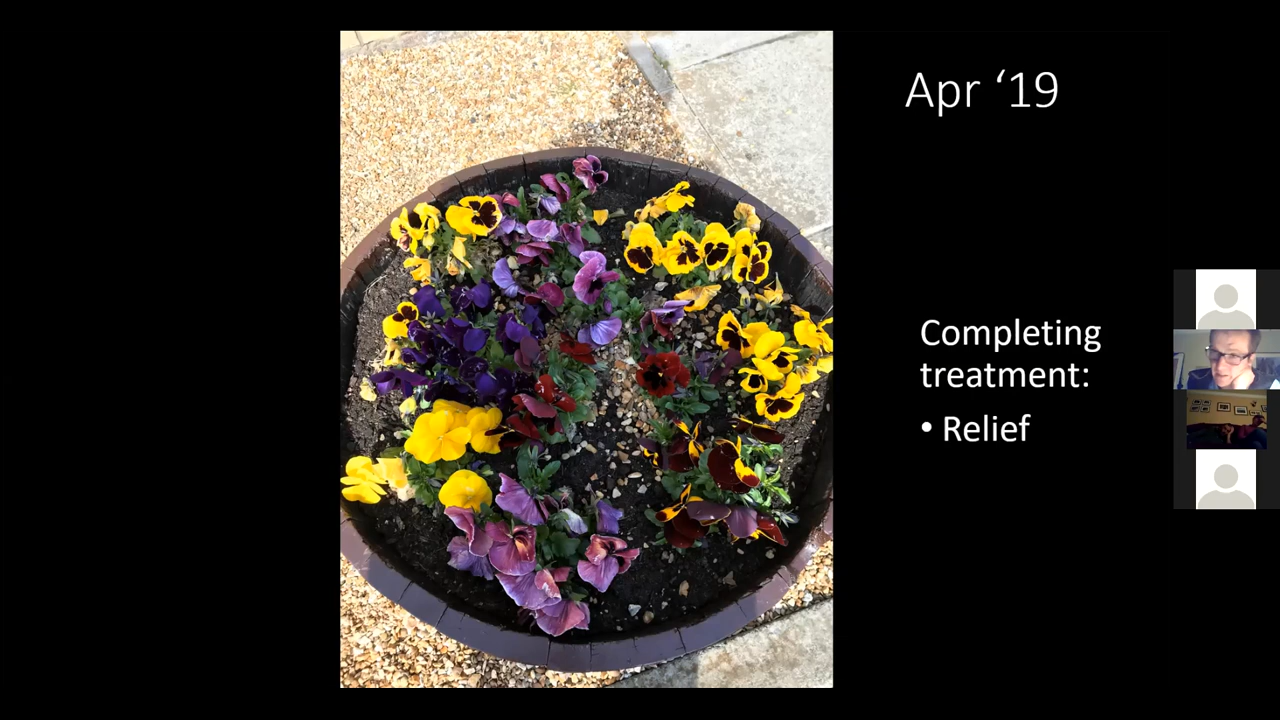 Apr ‘19
Completing
treatment:
• Relief